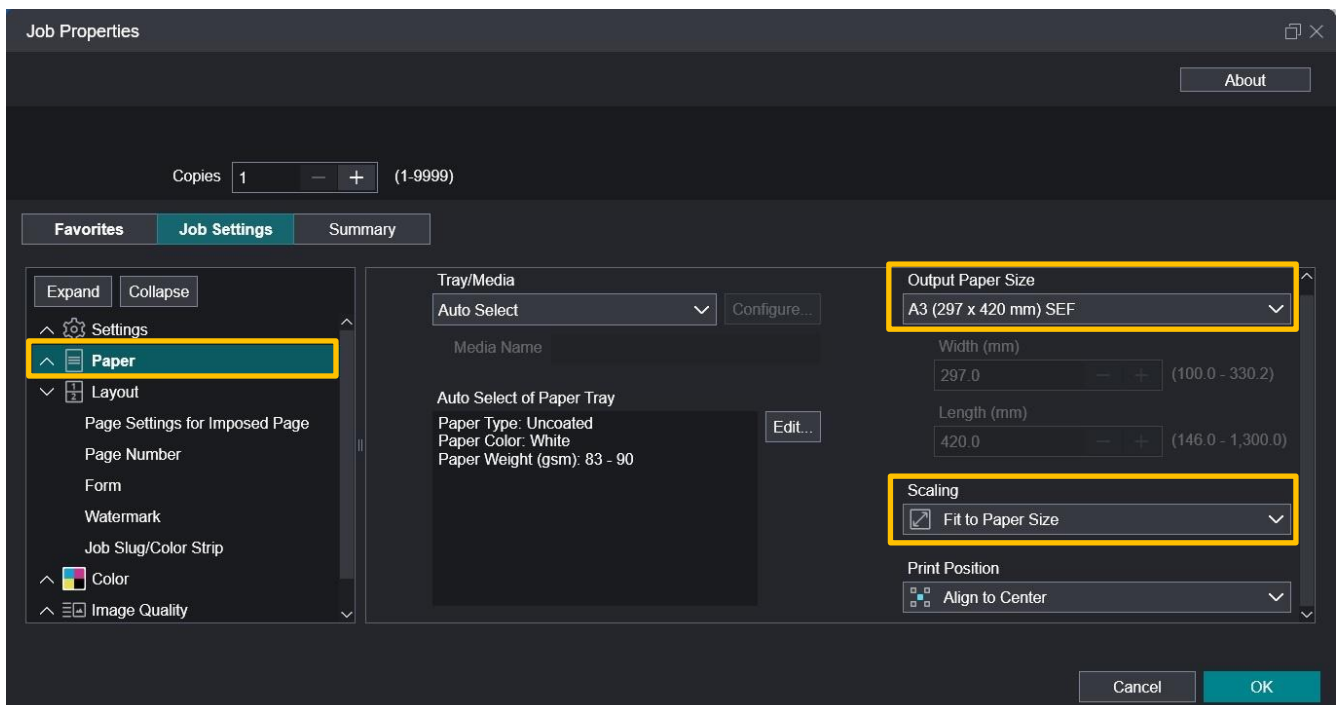 Job Properties
About
Copies 1 (1-9999)
Favorites Job Settings Summary
Expand Collapse
Settings
Paper
Layout
1
2
Page Settings for Imposed Page
Page Number
Form
Watermark
Job Slug/Color Strip
Color
Image Quality
Tray/Media
Auto Select Configure...
Media Name
Auto Select of Paper Tray
Paper Type: Uncoated
Paper Color: White
Paper Weight (gsm): 83 - 90
Edit...
Output Paper Size
A3 (297 x 420 mm) SEF
Width (mm)
297.0 (100.0 - 330.2)
Length (mm)
420.0 (146.0 - 1,300.0)
Scaling
Fit to Paper Size
Print Position
Align to Center
Cancel OK